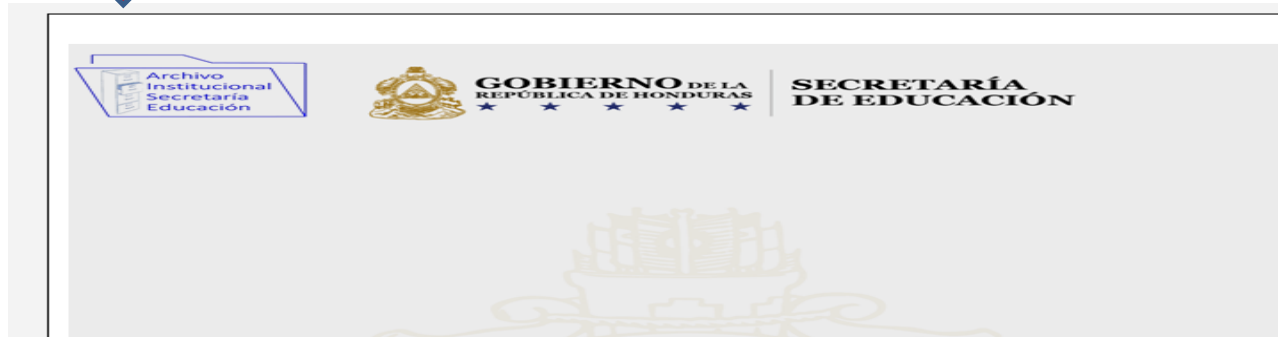 Archivo
Institucional
Secretaría
Educación
GOBIERNO DE LA
REPÚBLICA DE HONDURAS
SECRETARÍA
DE EDUCACIÓN